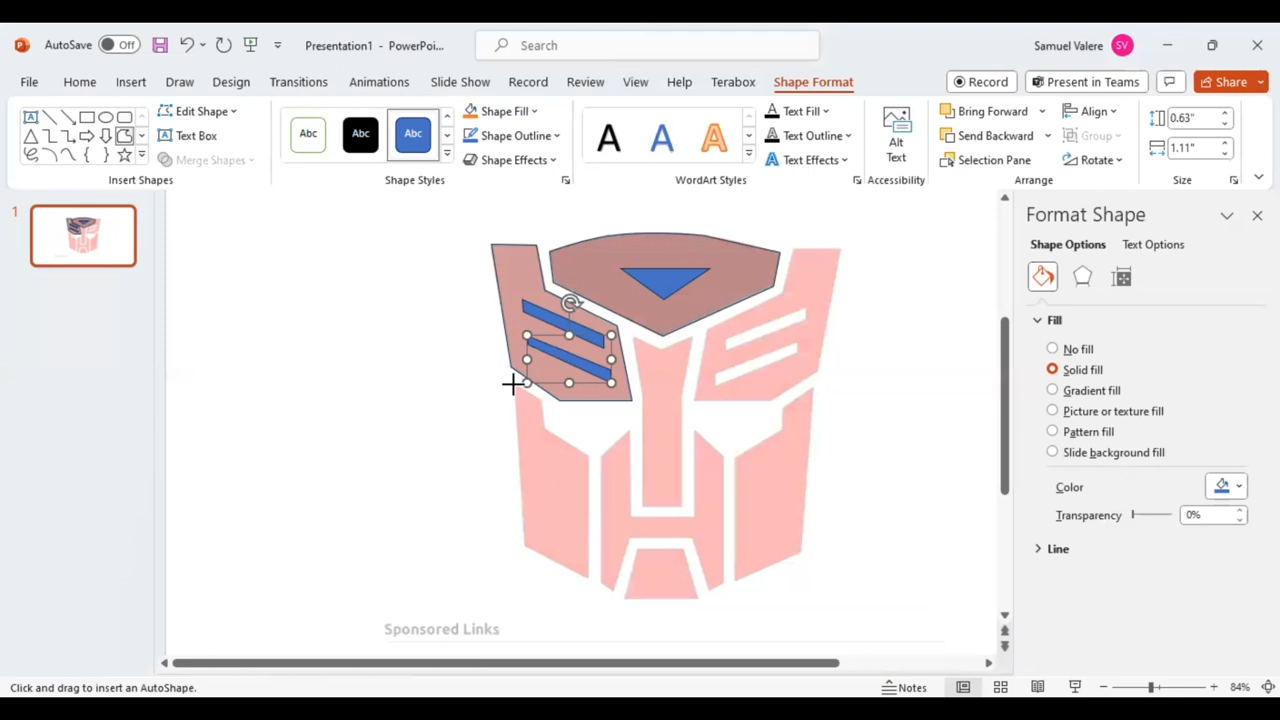 AutoSave Off Presentation1 - PowerPoi... Search Samuel Valere SV
File Home Insert Draw Design Transitions Animations Slide Show Record Review View Help Terabox Shape Format Record Present in Teams Share
Edit Shape Text Box Merge Shapes
Insert Shapes
Abc Abc Abc
Shape Fill Shape Outline Shape Effects
Shape Styles
A A A
Text Fill Text Outline Text Effects
WordArt Styles
Alt Text
Accessibility
Bring Forward Send Backward Selection Pane Align Group Rotate
Arrange
0.63"
1.11"
Size
1
Sponsored Links
Format Shape
Shape Options Text Options
Fill
No fill
Solid fill
Gradient fill
Picture or texture fill
Pattern fill
Slide background fill
Color
Transparency 0%
Line
Click and drag to insert an AutoShape. Notes 84%